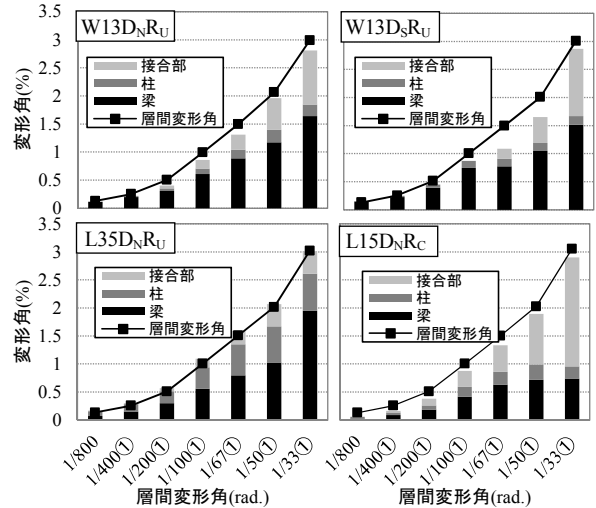 W13DNRU
W13DSRU
3.5
3
2.5
2
1.5
1
0.5
0
変形角(%)
接合部
柱
梁
層間変形角
接合部
柱
梁
層間変形角
L35DNRU
L15DNRC
3.5
3
2.5
2
1.5
1
0.5
0
変形角(%)
接合部
柱
梁
層間変形角
接合部
柱
梁
層間変形角
1/800
1/400①
1/200①
1/100①
1/67①
1/50①
1/33①
1/800
1/400①
1/200①
1/100①
1/67①
1/50①
1/33①
層間変形角(rad.)
層間変形角(rad.)